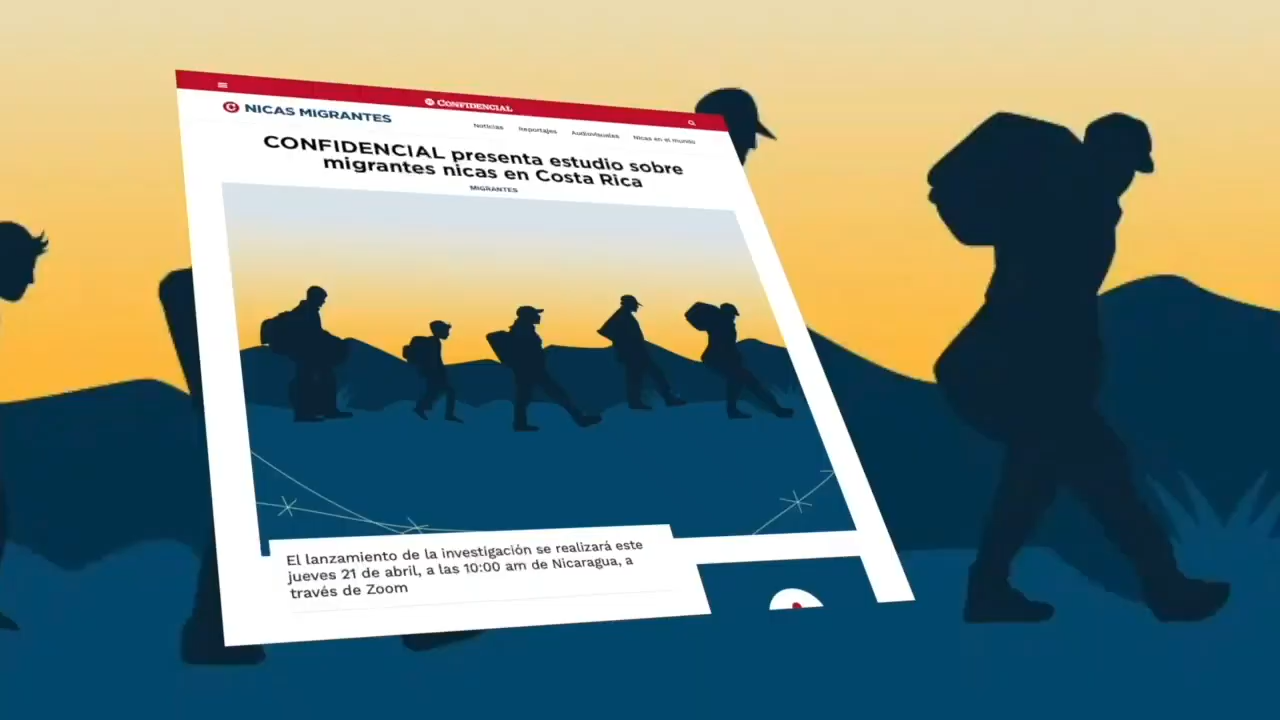 CONFIDENCIAL
NICAS MIGRANTES
Noticias Reportajes Audiovisuales Nicas en el mundo
CONFIDENCIAL presenta estudio sobre
migrantes nicas en Costa Rica
MIGRANTES
El lanzamiento de la investigación se realizará este
jueves 21 de abril, a las 10:00 am de Nicaragua, a
través de Zoom